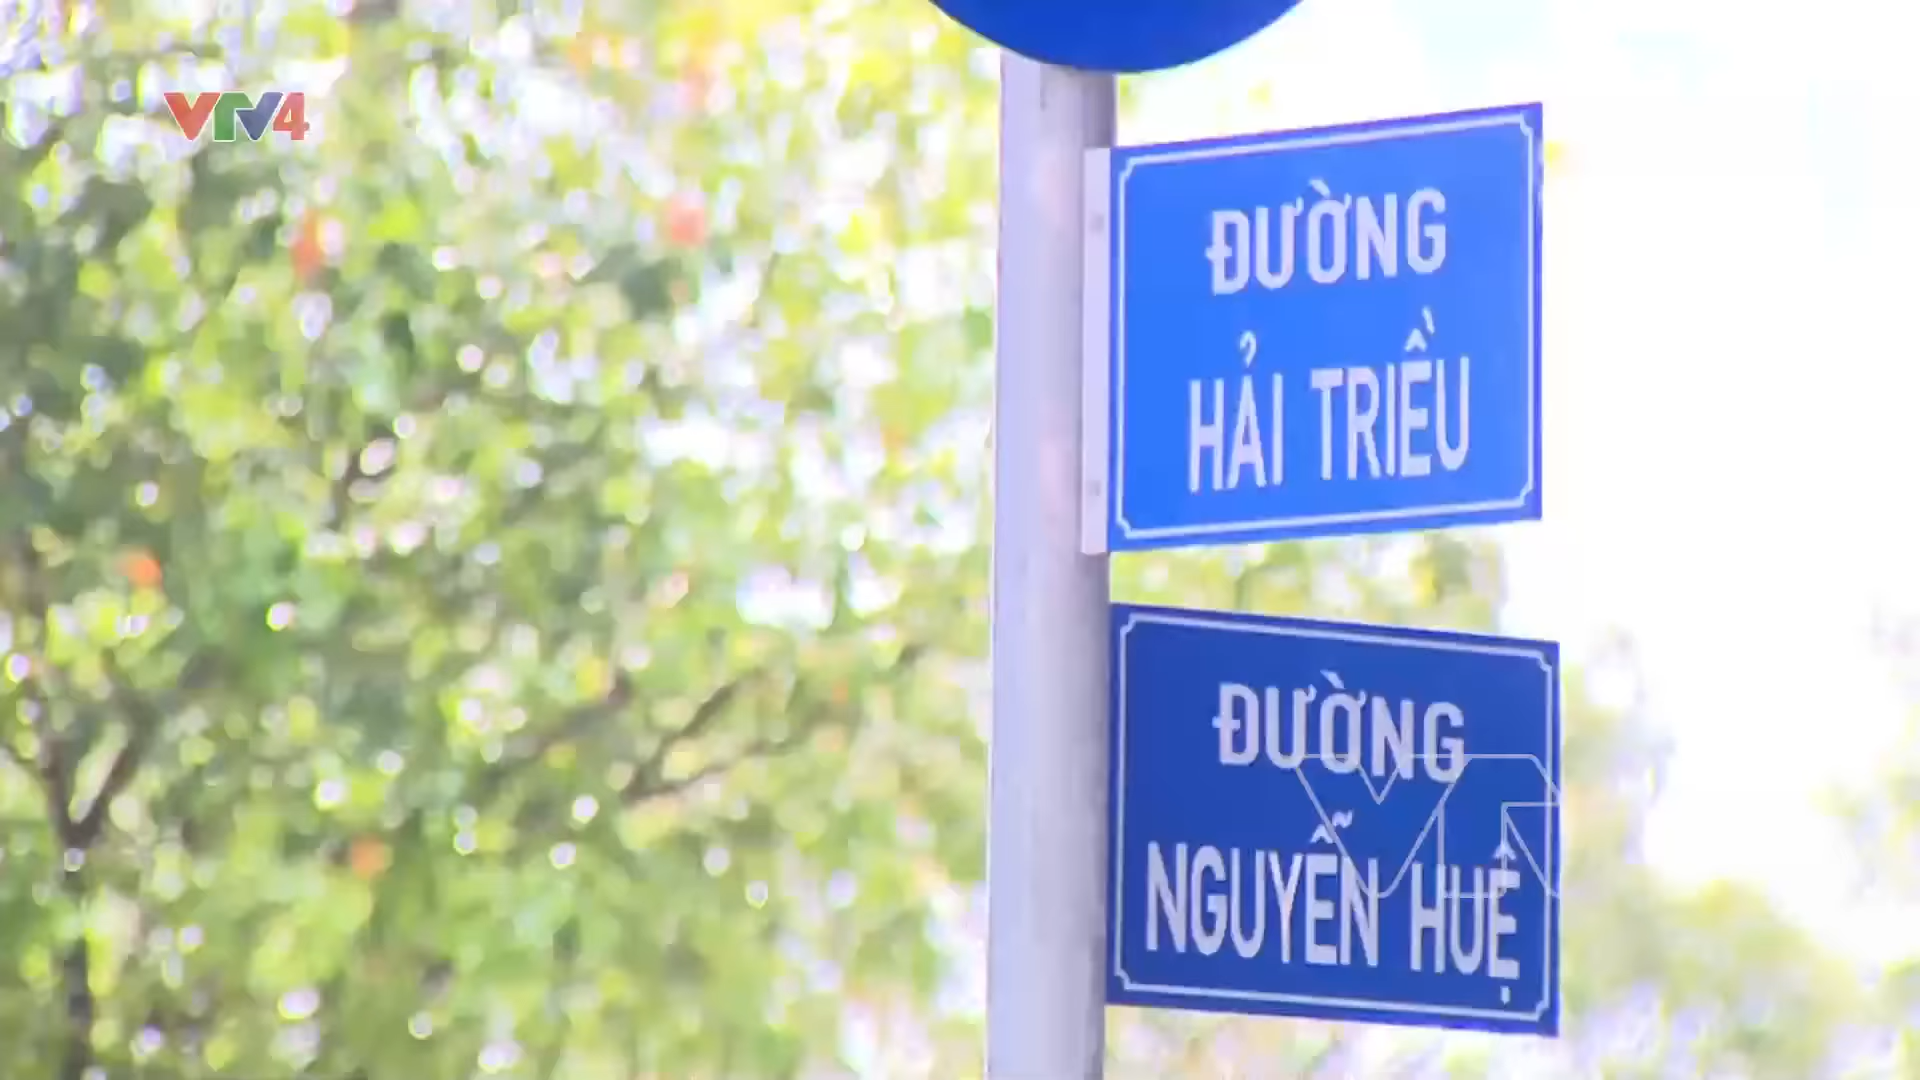 VTV4
ĐƯỜNG
HẢI TRIỀU
ĐƯỜNG
NGUYỄN HUỆ